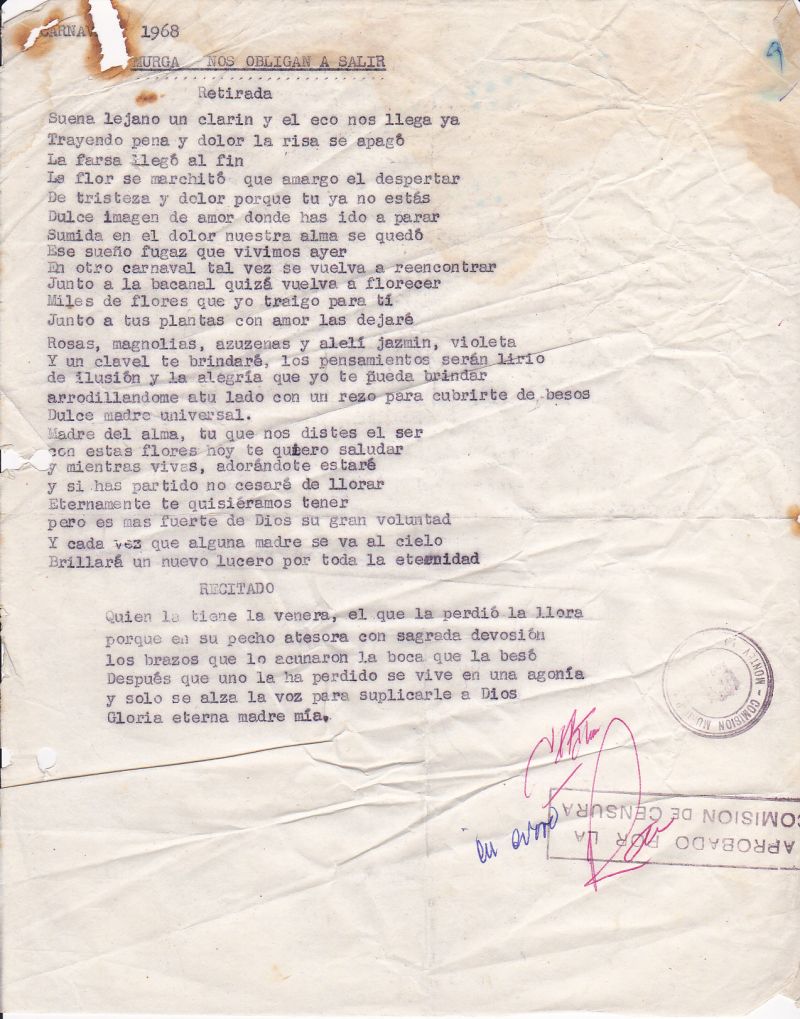 CARNAV 1968
9
MURGA NOS OBLIGAN A SALIR
Retirada
Suena lejano un clarin y el eco nos llega ya
Trayendo pena y dolor la risa se apagó
La farsa llegó al fin
La flor se marchitó que amargo el despertar
De tristeza y dolor porque tu ya no estás
Dulce imagen de amor donde has ido a parar
Sumida en el dolor nuestra alma se quedó
Ese sueño fugaz que vivimos ayer
En otro carnaval tal vez se vuelva a reencontrar
Junto a la bacanal quizá vuelva a florecer
Miles de flores que yo traigo para tí
Junto a tus plantas con amor las dejaré
Rosas, magnolias, azuzenas y alelí jazmin, violeta
Y un clavel te brindaré, los pensamientos serán lirio
de ilusión y la alegría que yo te pueda brindar
arrodillandome atu lado con un rezo para cubrirte de besos
Dulce madre universal.
Madre del alma, tu que nos distes el ser
con estas flores hoy te quiero saludar
y mientras vivas, adorándote estaré
y si has partido no cesaré de llorar
Eternamente te quisiéramos tener
pero es mas fuerte de Dios su gran voluntad
Y cada vez que alguna madre se va al cielo
Brillará un nuevo lucero por toda la eternidad
RECITADO
Quien la tiene la venera, el que la perdió la llora
porque en su pecho atesora con sagrada devosión
los brazos que lo acunaron la boca que la besó
Después que uno la ha perdido se vive en una agonía
y solo se alza la voz para suplicarle a Dios
Gloria eterna madre mía.
COMISION
APROBADO POR LA
COMISION DE CENSURA
en